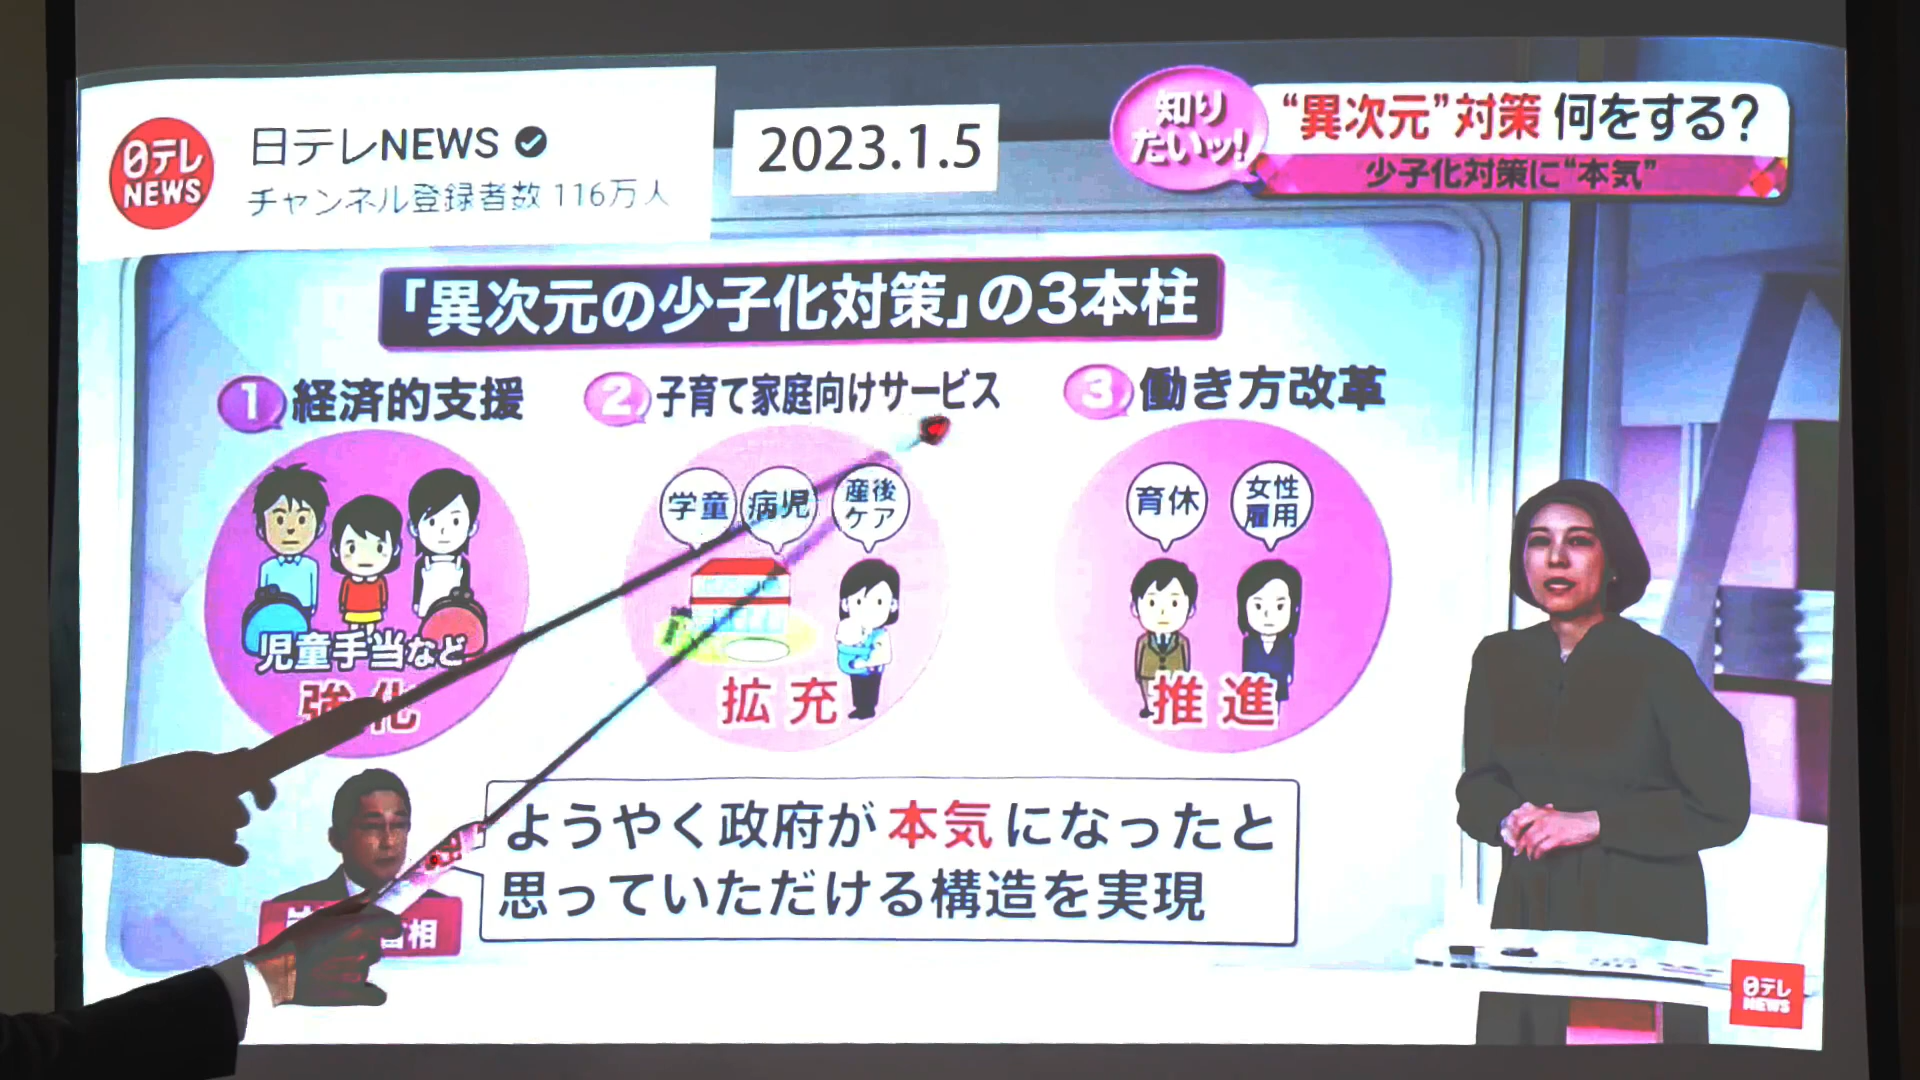 日テレ
NEWS
日テレNEWS
チャンネル登録者数 116万人
2023.1.5
知り
たいッ!
“異次元”対策 何をする?
少子化対策に“本気”
「異次元の少子化対策」の3本柱
1 経済的支援
2 子育て家庭向けサービス
3 働き方改革
学童
病児
産後
ケア
育休
女性
雇用
児童手当など
強化
拡充
推進
ようやく政府が本気になったと
思っていただける構造を実現
首相
日テレ
NEWS